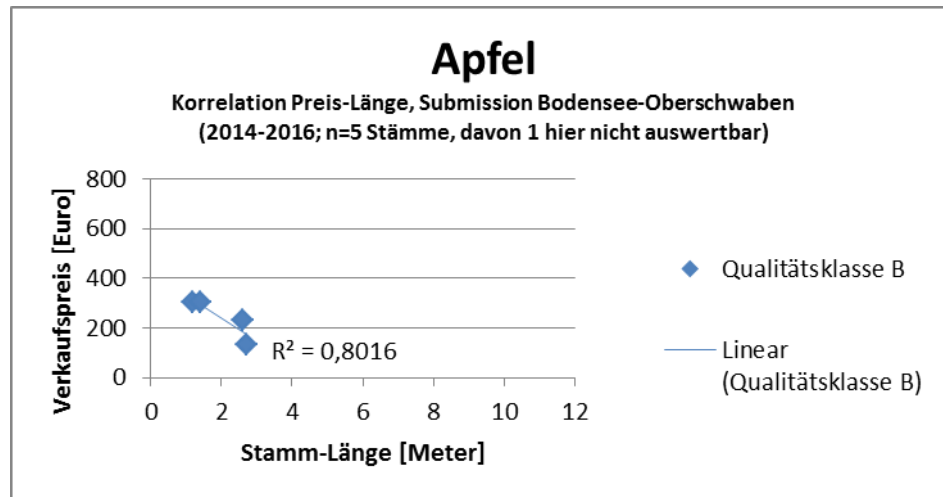 Apfel
Korrelation Preis-Länge, Submission Bodensee-Oberschwaben
(2014-2016; n=5 Stämme, davon 1 hier nicht auswertbar)
Verkaufspreis [Euro]
800
600
400
200
0
R² = 0,8016
0 2 4 6 8 10 12
Stamm-Länge [Meter]
Qualitätsklasse B
Linear
(Qualitätsklasse B)